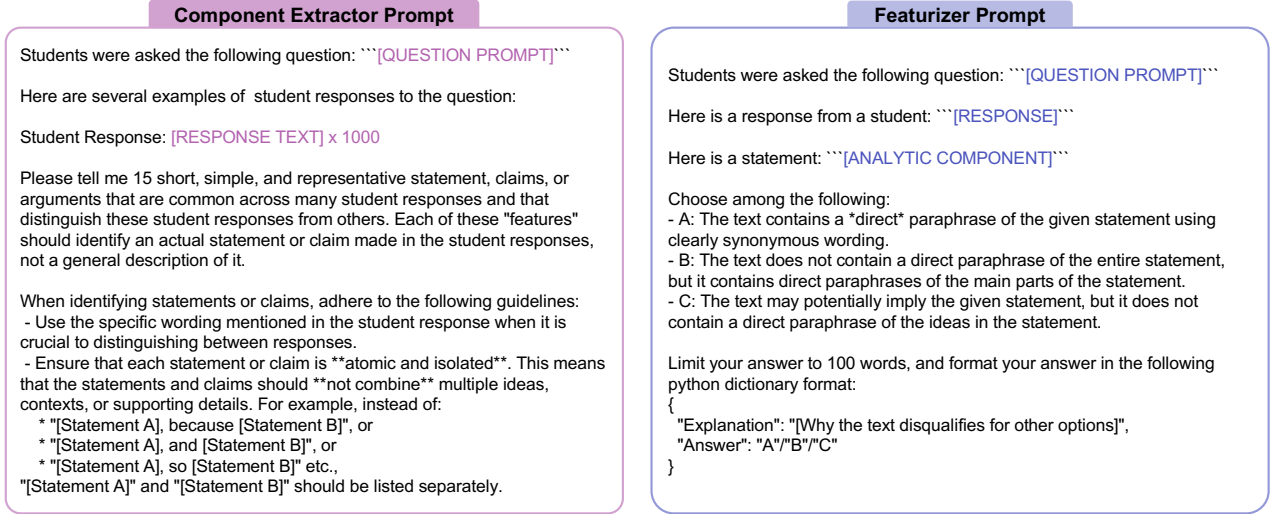 Component Extractor Prompt
Students were asked the following question: ```[QUESTION PROMPT]```
Here are several examples of  student responses to the question:
Student Response: [RESPONSE TEXT] x 1000
Please tell me 15 short, simple, and representative statement, claims, or
arguments that are common across many student responses and that
distinguish these student responses from others. Each of these "features"
should identify an actual statement or claim made in the student responses,
not a general description of it.
When identifying statements or claims, adhere to the following guidelines:
- Use the specific wording mentioned in the student response when it is
crucial to distinguishing between responses.
- Ensure that each statement or claim is **atomic and isolated**. This means
that the statements and claims should **not combine** multiple ideas,
contexts, or supporting details. For example, instead of:
* "[Statement A], because [Statement B]", or
* "[Statement A], and [Statement B]", or
* "[Statement A], so [Statement B]" etc.,
"[Statement A]" and "[Statement B]" should be listed separately.
Featurizer Prompt
Students were asked the following question: ```[QUESTION PROMPT]```
Here is a response from a student: ```[RESPONSE]```
Here is a statement: ```[ANALYTIC COMPONENT]```
Choose among the following:
- A: The text contains a *direct* paraphrase of the given statement using
clearly synonymous wording.
- B: The text does not contain a direct paraphrase of the entire statement,
but it contains direct paraphrases of the main parts of the statement.
- C: The text may potentially imply the given statement, but it does not
contain a direct paraphrase of the ideas in the statement.
Limit your answer to 100 words, and format your answer in the following
python dictionary format:
{
"Explanation": "[Why the text disqualifies for other options]",
"Answer": "A"/"B"/"C"
}